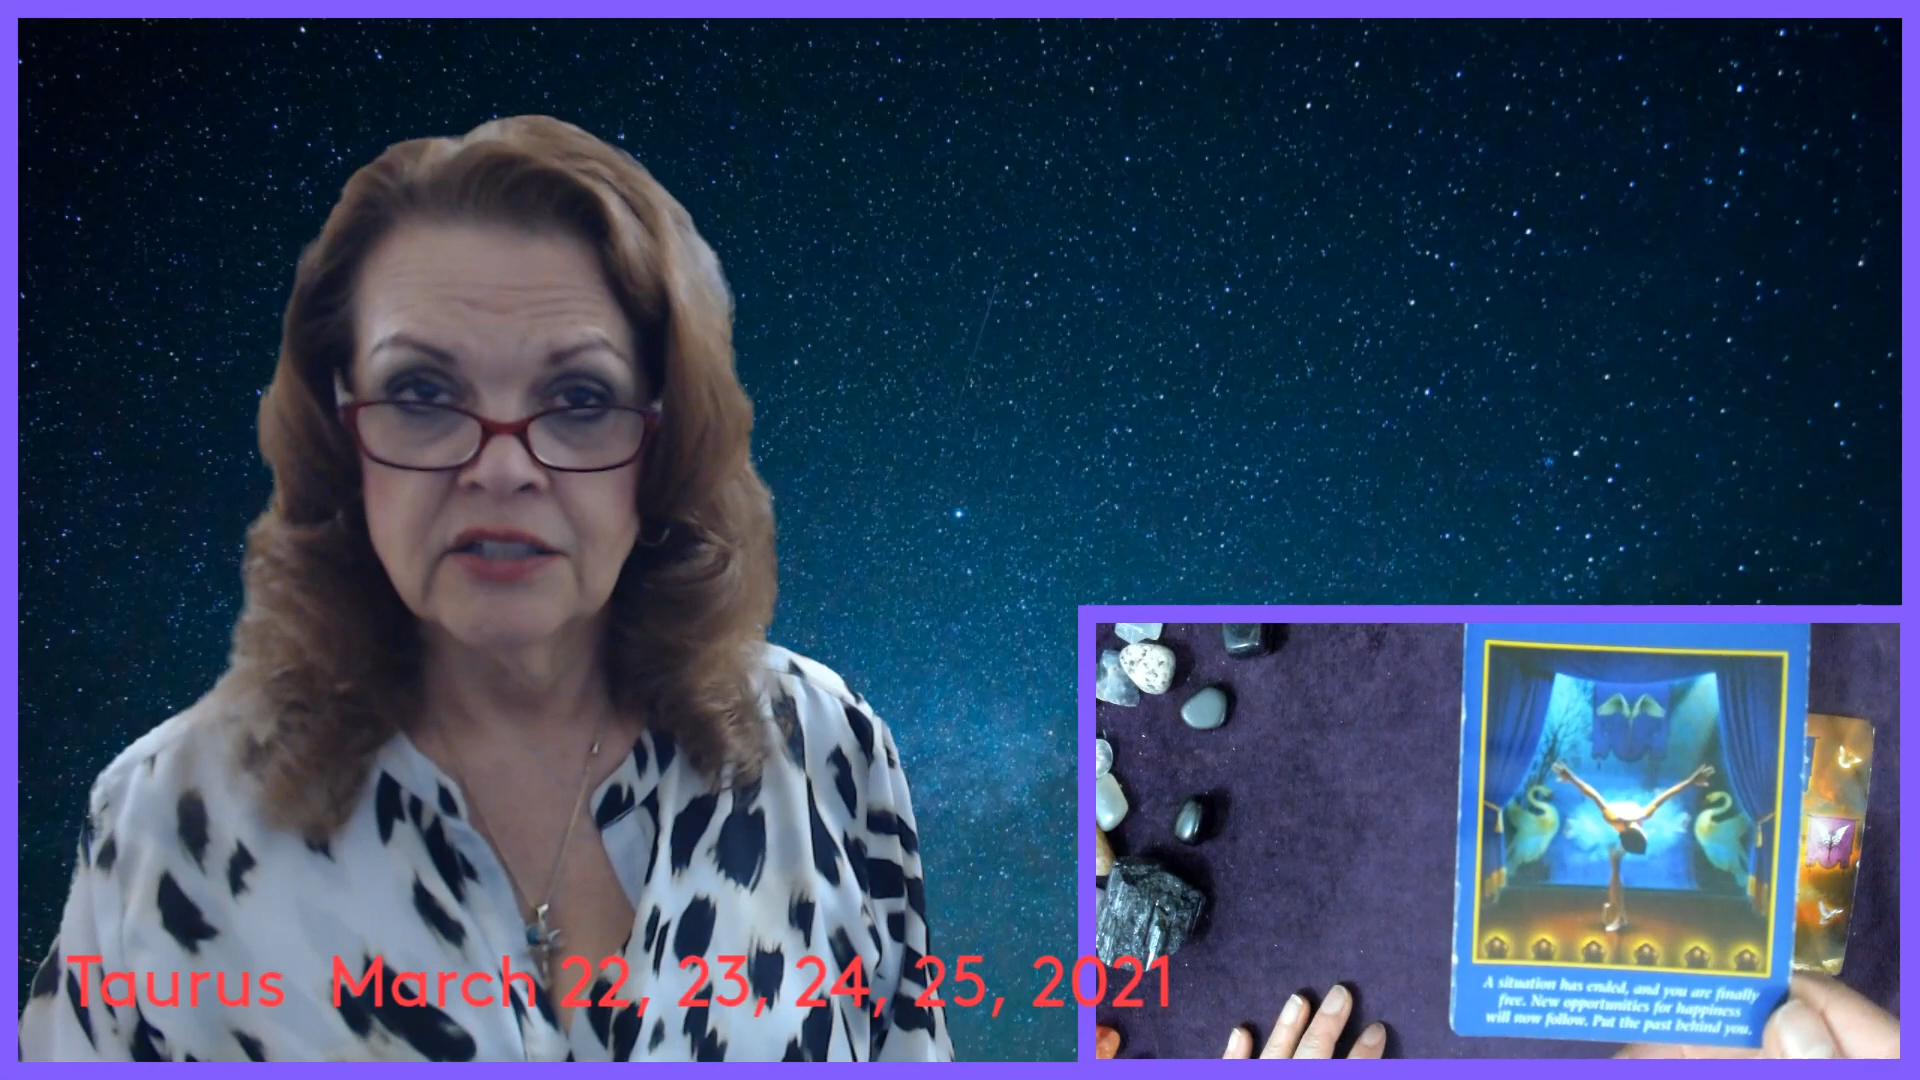 Taurus March 22, 23, 24, 25, 2021
A situation has ended, and you are finally
free. New opportunities for happiness
will now follow. Put the past behind you.